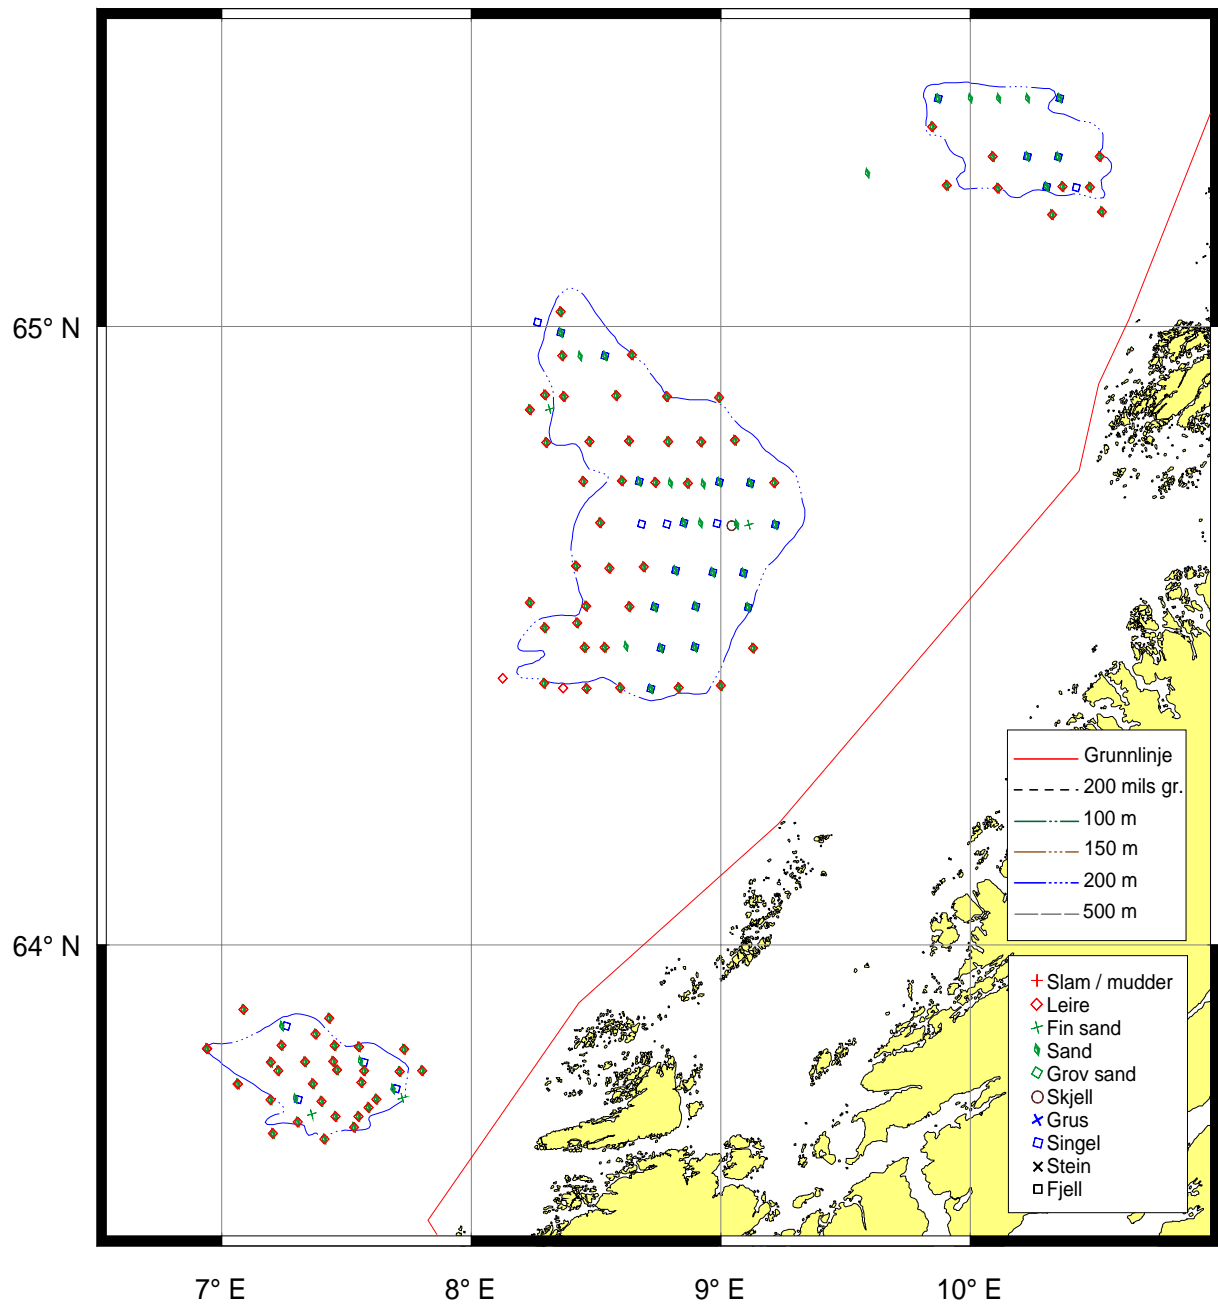 65° N
64° N
Grunnlinje
200 mils gr.
100 m
150 m
200 m
500 m
Slam / mudder
Leire
Fin sand
Sand
Grov sand
Skjell
Grus
Singel
Stein
Fjell
7° E
8° E
9° E
10° E